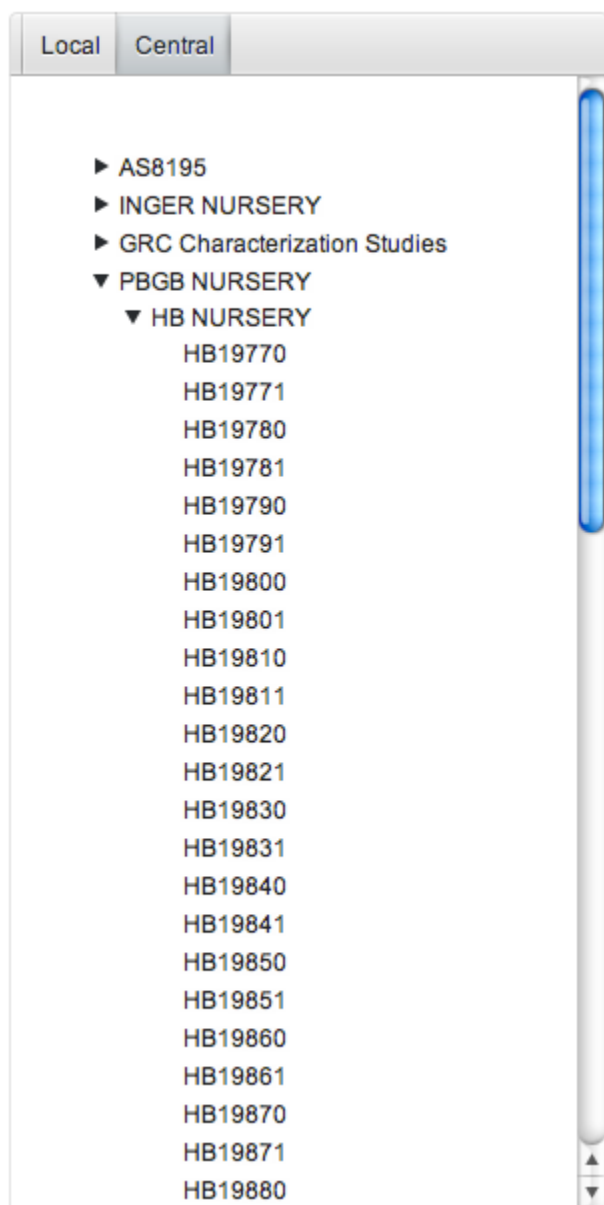 Local Central
AS8195
INGER NURSERY
GRC Characterization Studies
PBGB NURSERY
HB NURSERY
HB19770
HB19771
HB19780
HB19781
HB19790
HB19791
HB19800
HB19801
HB19810
HB19811
HB19820
HB19821
HB19830
HB19831
HB19840
HB19841
HB19850
HB19851
HB19860
HB19861
HB19870
HB19871
HB19880